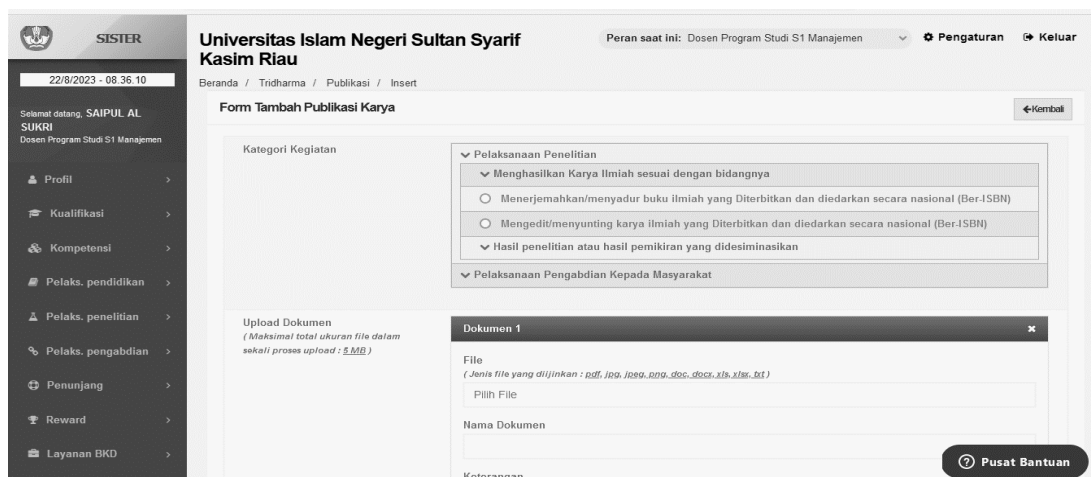 SISTER
22/8/2023 - 08.36.10
Selamat datang, SAIPUL AL
SUKRI
Dosen Program Studi S1 Manajemen
Profil
Kualifikasi
Kompetensi
Pelaks. pendidikan
Pelaks. penelitian
Pelaks. pengabdian
Penunjang
Reward
Layanan BKD
Universitas Islam Negeri Sultan Syarif
Kasim Riau
Peran saat ini: Dosen Program Studi S1 Manajemen
Pengaturan
Keluar
Beranda / Tridharma / Publikasi / Insert
Form Tambah Publikasi Karya
Kembali
Kategori Kegiatan
Pelaksanaan Penelitian
Menghasilkan Karya Ilmiah sesuai dengan bidangnya
Menerjemahkan/menyadur buku ilmiah yang Diterbitkan dan diedarkan secara nasional (Ber-ISBN)
Mengedit/menyunting karya ilmiah yang Diterbitkan dan diedarkan secara nasional (Ber-ISBN)
Hasil penelitian atau hasil pemikiran yang didesiminasikan
Pelaksanaan Pengabdian Kepada Masyarakat
Upload Dokumen
( Maksimal total ukuran file dalam
sekali proses upload : 5 MB )
Dokumen 1
File
( Jenis file yang diijinkan : pdf, jpg, jpeg, png, doc, docx, xls, xlsx, txt )
Pilih File
Nama Dokumen
Keterangan
Pusat Bantuan